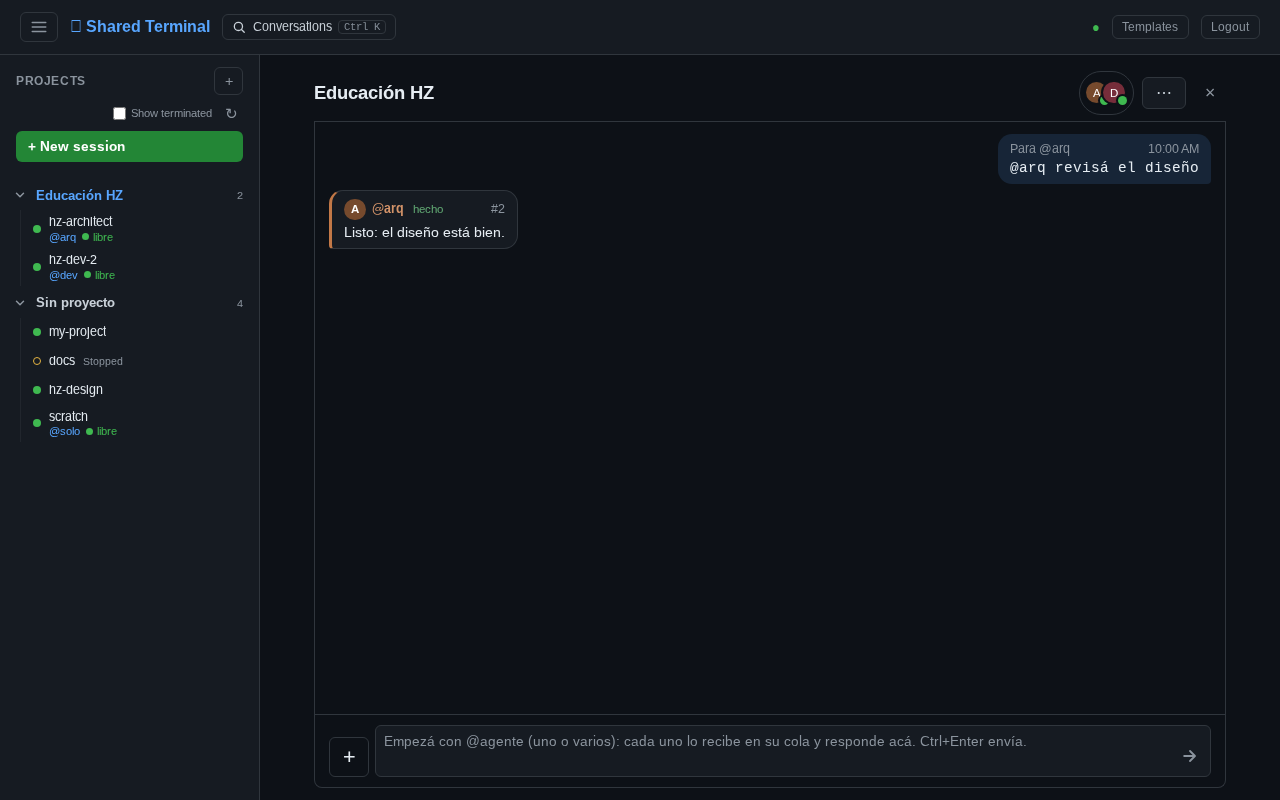 Shared Terminal
Conversations Ctrl K
Templates
Logout
PROJECTS
+
Show terminated ↻
+ New session
Educación HZ 2
hz-architect
@arq libre
hz-dev-2
@dev libre
Sin proyecto 4
my-project
docs Stopped
hz-design
scratch
@solo libre
Educación HZ
A D
⋯ ×
Para @arq 10:00 AM
@arq revisá el diseño
A @arq hecho #2
Listo: el diseño está bien.
+
Empezá con @agente (uno o varios): cada uno lo recibe en su cola y responde acá. Ctrl+Enter envía.